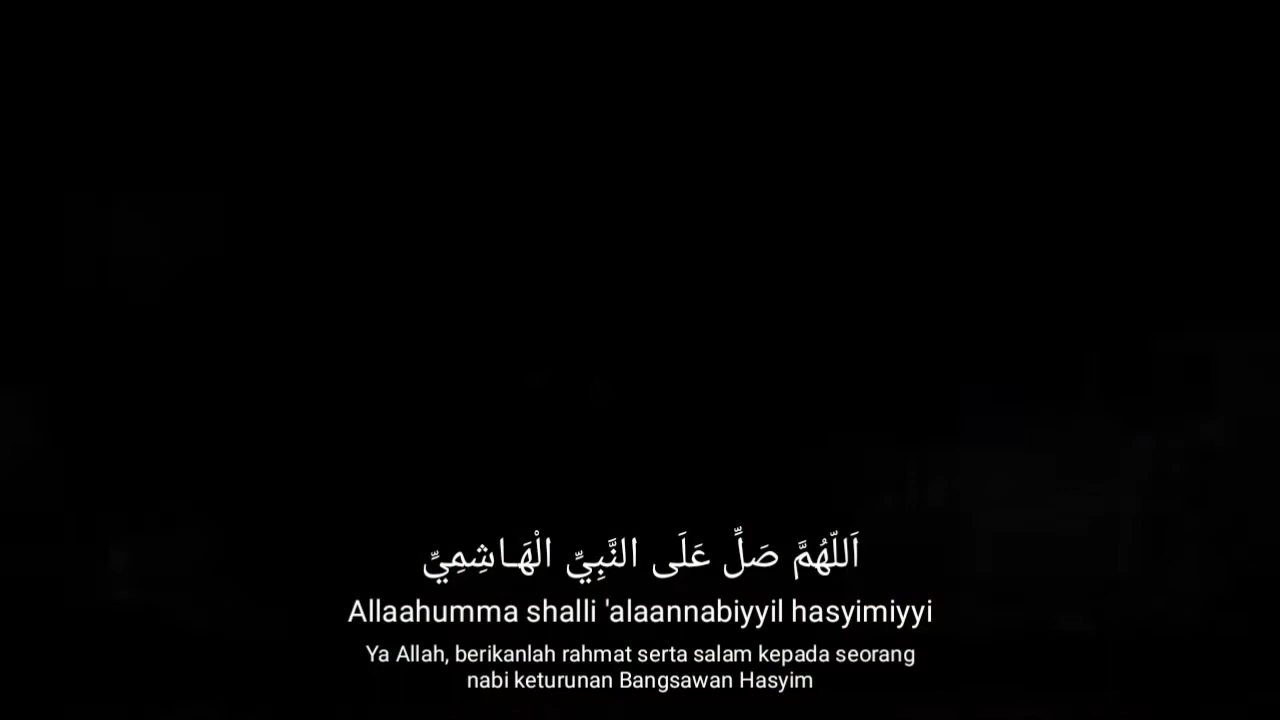 اَللّهُمَّ صَلِّ عَلَى النَّبِيِّ الْهَـاشِمِيِّ
Allaahumma shalli 'alaannabiyyil hasyimiyyi
Ya Allah, berikanlah rahmat serta salam kepada seorang
nabi keturunan Bangsawan Hasyim